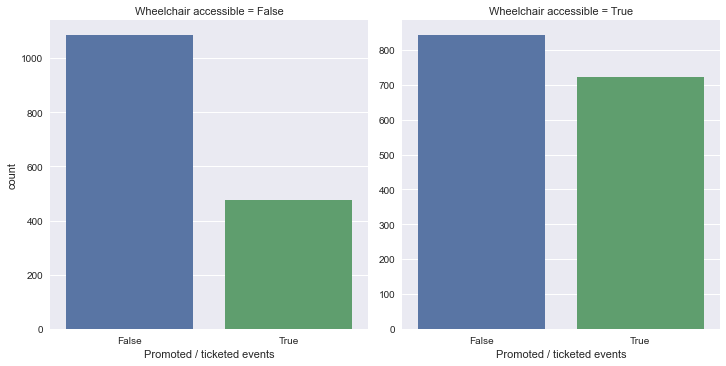 Wheelchair accessible = False
1000
800
600
400
200
0
count
False
True
Promoted / ticketed events
Wheelchair accessible = True
800
700
600
500
400
300
200
100
0
False
True
Promoted / ticketed events